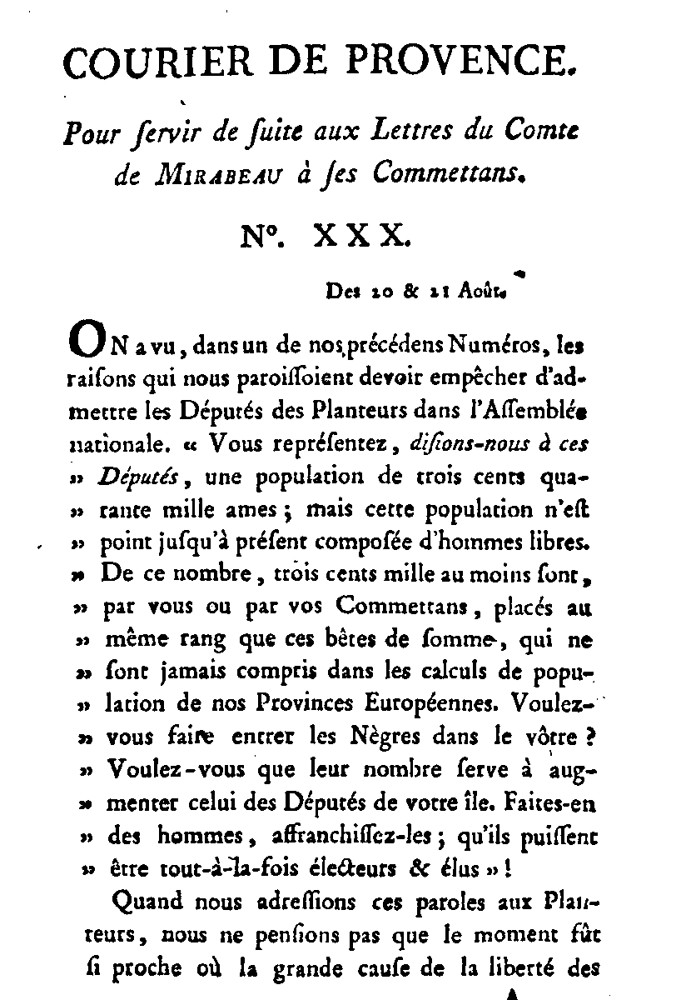 COURIER DE PROVENCE.
Pour ſervir de ſuite aux Lettres du Comte
de MIRABEAU à ſes Commettans.
Nº. XXX.
Des 20 & 21 Août.
ON a vu, dans un de nos précédens Numéros, les
raiſons qui nous paroiſſoient devoir empêcher d'ad-
mettre les Députés des Planteurs dans l'Aſſemblée
nationale. « Vous repréſentez, diſions-nous à ces
» Députés, une population de trois cents qua-
» rante mille ames ; mais cette population n'eſt
» point juſqu'à préſent compoſée d'hommes libres.
» De ce nombre, trois cents mille au moins ſont,
» par vous ou par vos Commettans, placés au
» même rang que ces bêtes de ſomme, qui ne
» ſont jamais compris dans les calculs de popu-
» lation de nos Provinces Européennes. Voulez-
» vous faire entrer les Nègres dans le vôtre ?
» Voulez-vous que leur nombre ſerve à aug-
» menter celui des Députés de votre île. Faites-en
» des hommes, affranchiſſez-les ; qu'ils puiſſent
» être tout-à-la-fois électeurs & élus » !
Quand nous adreſſions ces paroles aux Plan-
teurs, nous ne penſions pas que le moment fût
ſi proche où la grande cauſe de la liberté des
A